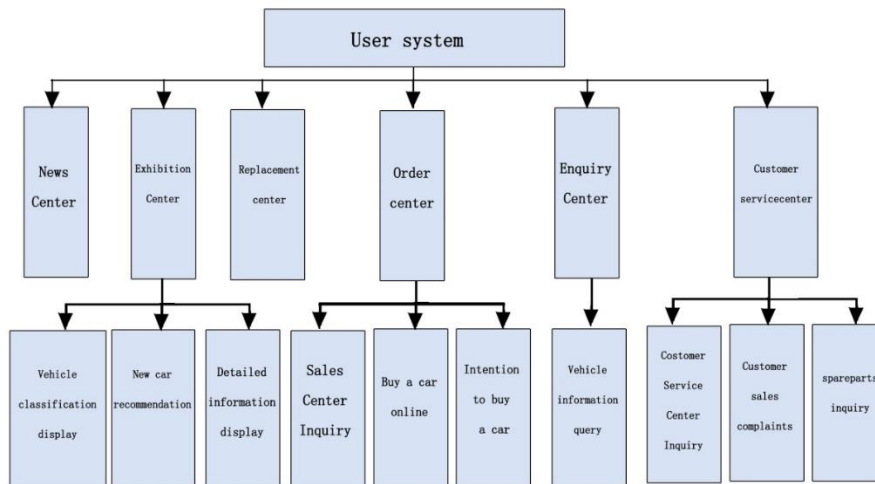 User system
News
Center
Exhibition
Center
Replacement
center
Order
center
Enquiry
Center
Customer
servicecenter
Vehicle
classification
display
New car
recommendation
Detailed
information
display
Sales
Center
Inquiry
Buy a car
online
Intention
to buy
a car
Vehicle
information
query
Costomer
Service
Center
Inquiry
Customer
sales
complaints
spareparts
inquiry